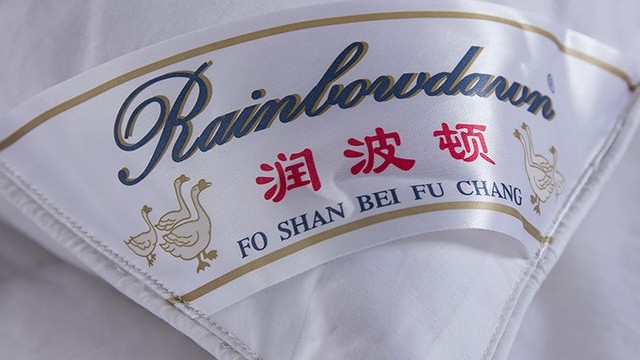 Rainbowdawn®
润波顿
FO SHAN BEI FU CHANG